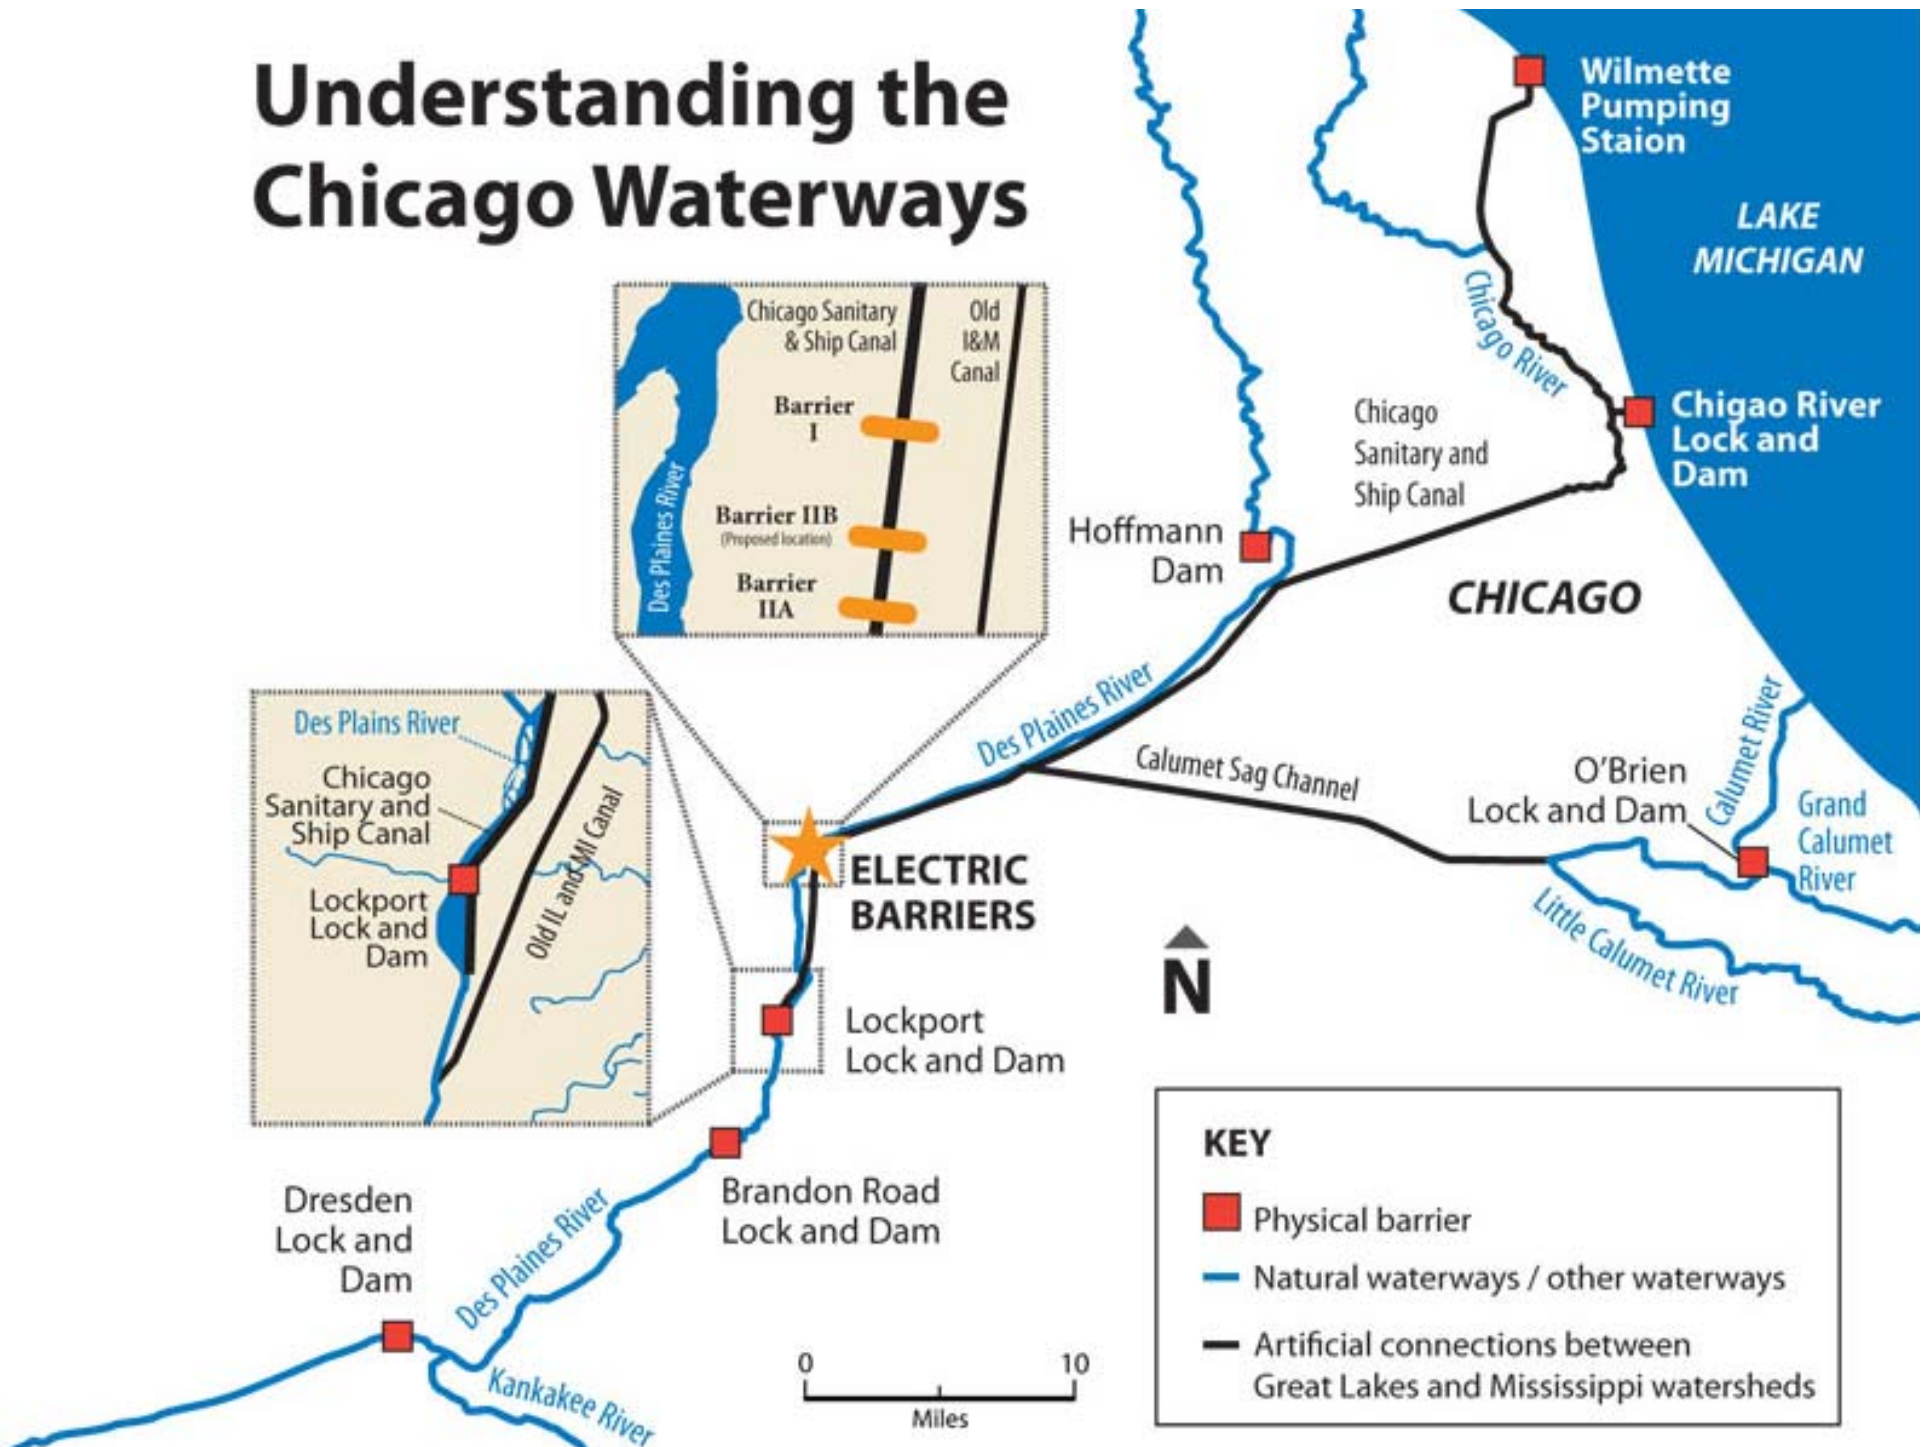 Understanding the
Chicago Waterways
Wilmette
Pumping
Staion
LAKE
MICHIGAN
Chicago River
Chigao River
Lock and
Dam
Chicago
Sanitary and
Ship Canal
Hoffmann
Dam
CHICAGO
Chicago Sanitary
& Ship Canal
Old
I&M
Canal
Barrier
I
Barrier IIB
(Proposed location)
Barrier
IIA
Des Plaines River
Des Plaines River
Calumet Sag Channel
Calumet River
O'Brien
Lock and Dam
Grand
Calumet
River
Little Calumet River
ELECTRIC
BARRIERS
Des Plains River
Chicago
Sanitary and
Ship Canal
Lockport
Lock and
Dam
Old IL and MI Canal
N
Lockport
Lock and Dam
Brandon Road
Lock and Dam
Dresden
Lock and
Dam
Des Plaines River
Kankakee River
0 10
Miles
KEY
Physical barrier
Natural waterways / other waterways
Artificial connections between
Great Lakes and Mississippi watersheds